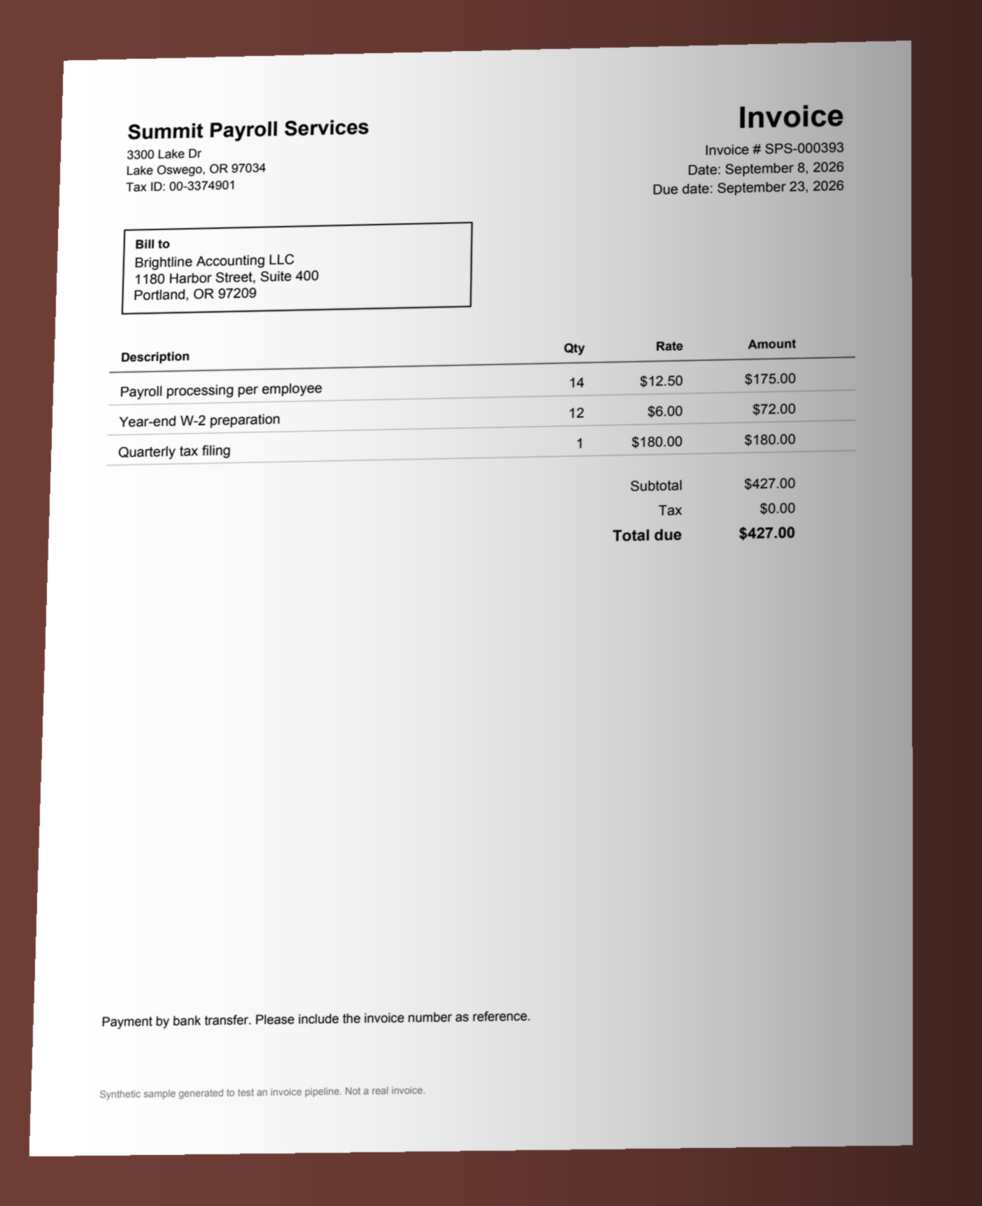 Summit Payroll Services
3300 Lake Dr
Lake Oswego, OR 97034
Tax ID: 00-3374901
Invoice
Invoice # SPS-000393
Date: September 8, 2026
Due date: September 23, 2026
Bill to
Brightline Accounting LLC
1180 Harbor Street, Suite 400
Portland, OR 97209
Description Qty Rate Amount
Payroll processing per employee 14 $12.50 $175.00
Year-end W-2 preparation 12 $6.00 $72.00
Quarterly tax filing 1 $180.00 $180.00
Subtotal $427.00
Tax $0.00
Total due $427.00
Payment by bank transfer. Please include the invoice number as reference.
Synthetic sample generated to test an invoice pipeline. Not a real invoice.